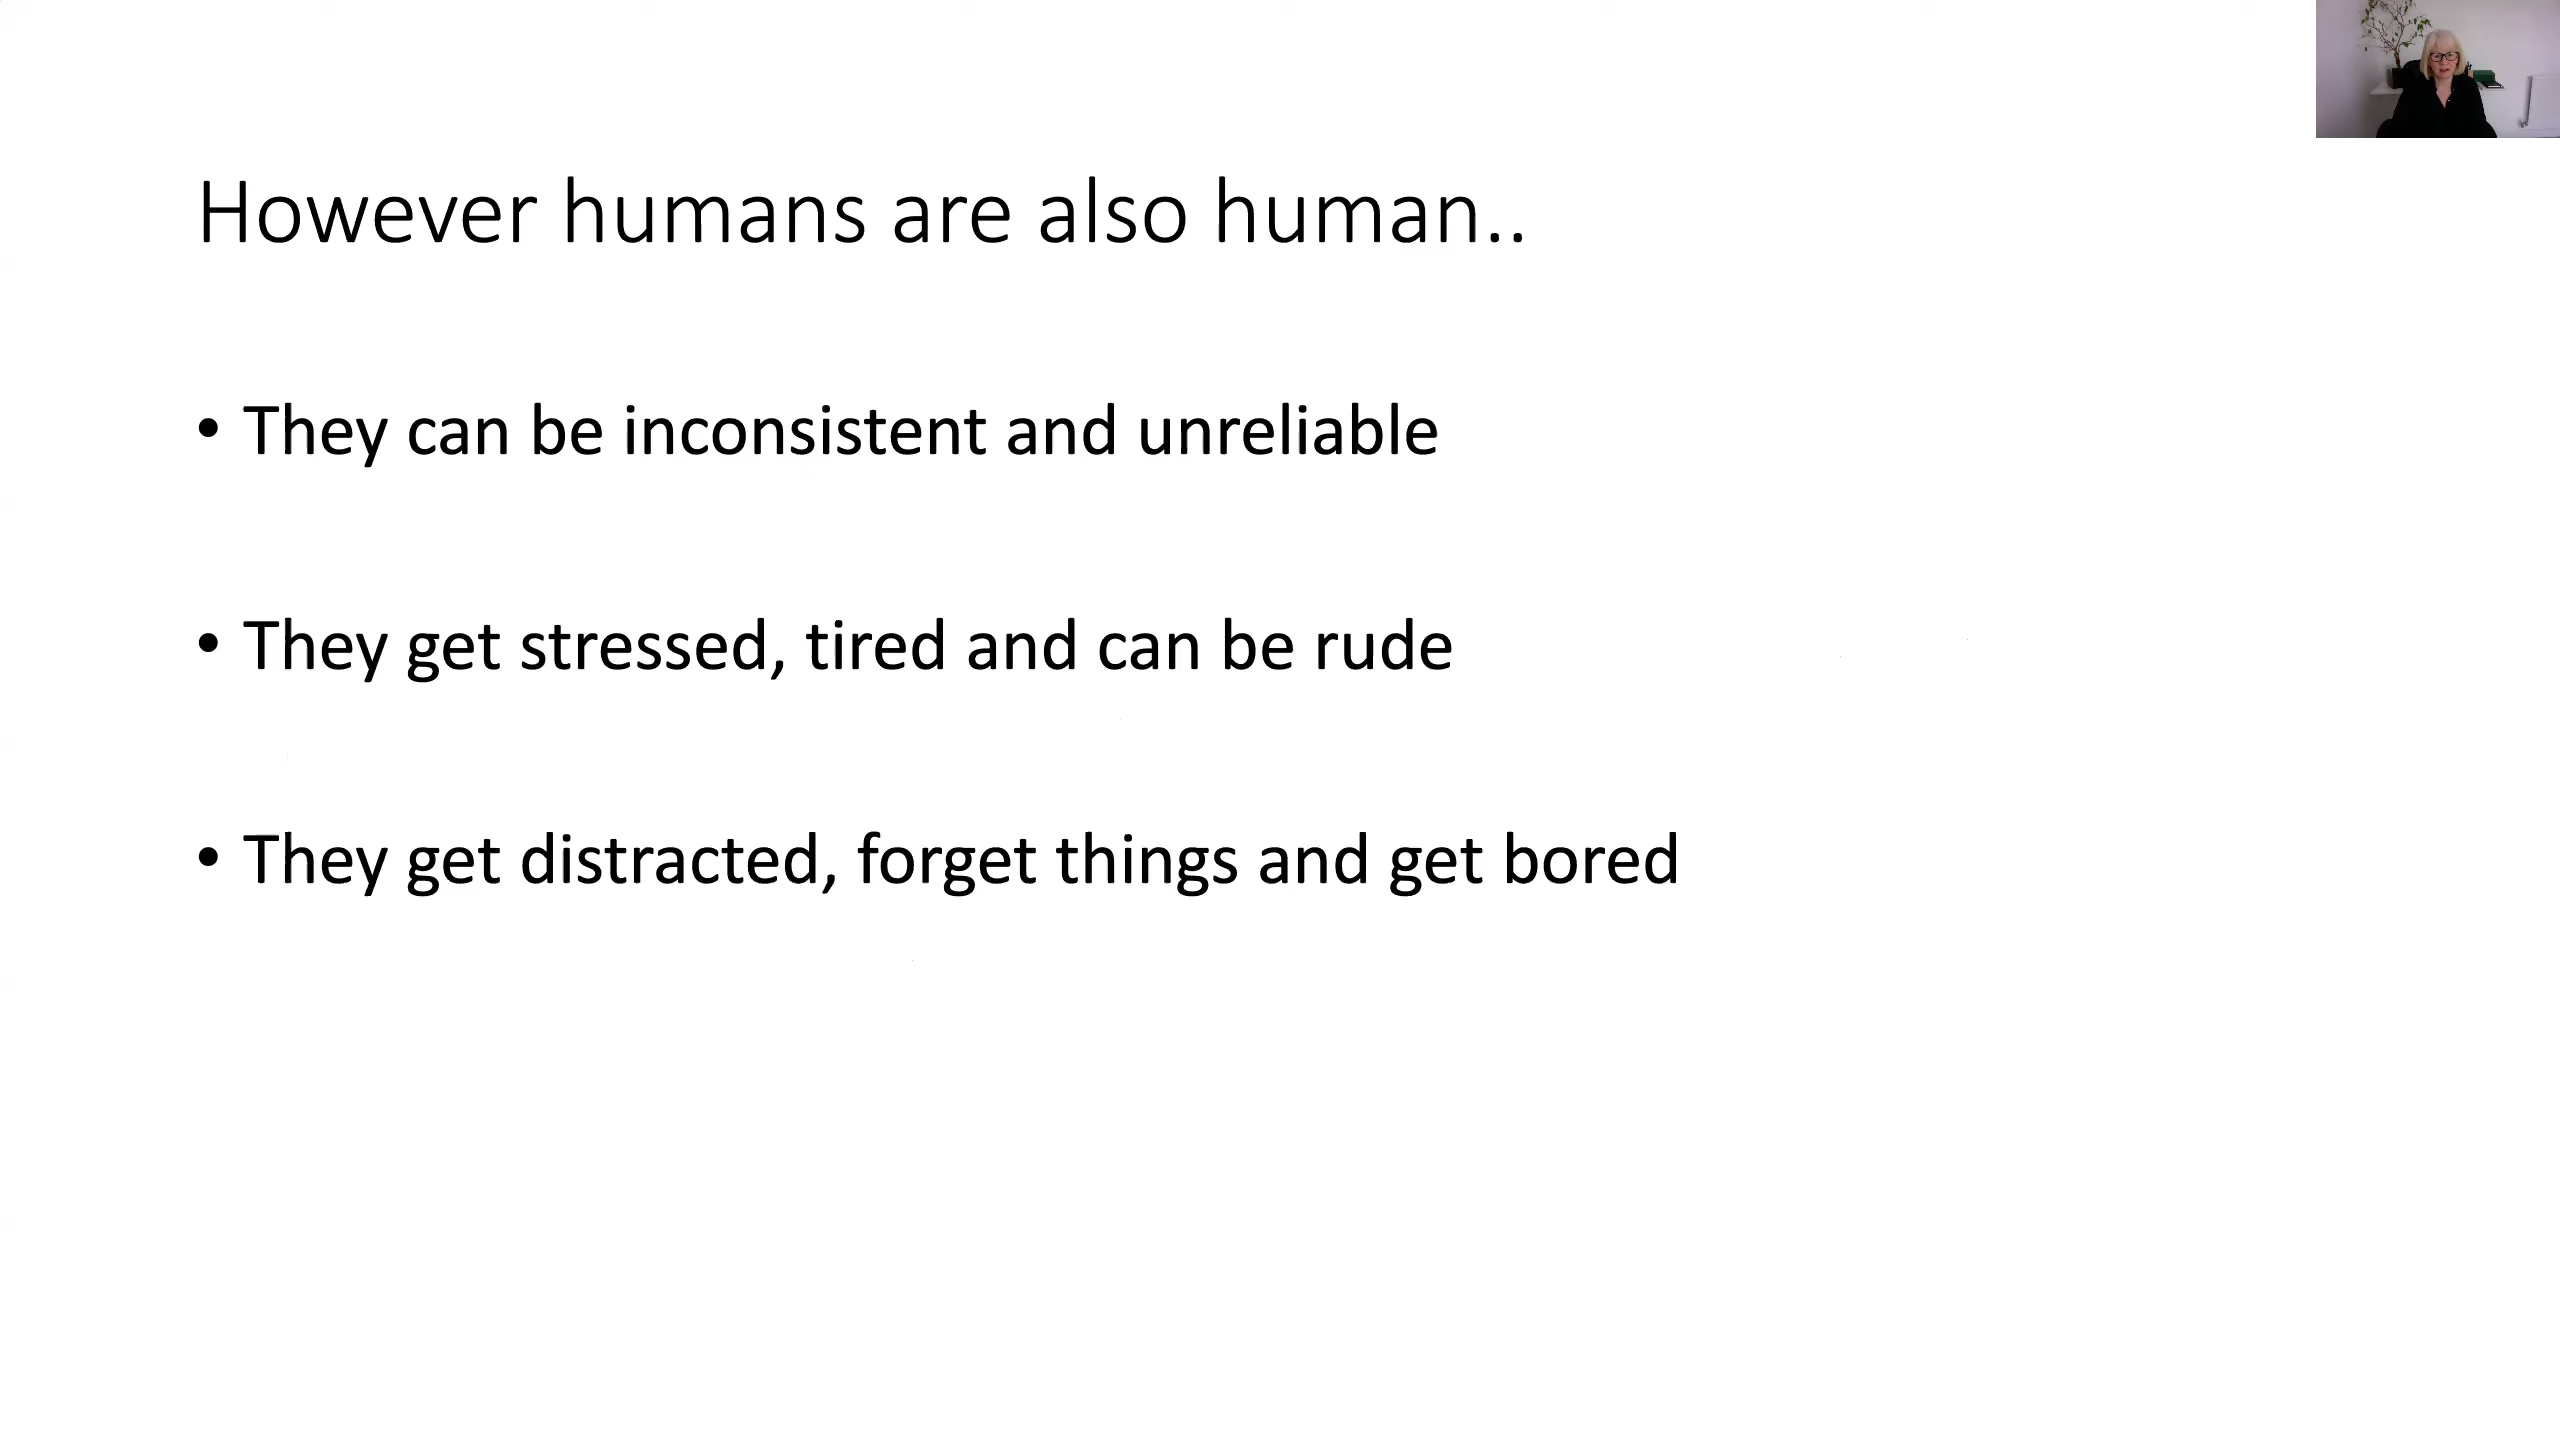 However humans are also human..
• They can be inconsistent and unreliable
• They get stressed, tired and can be rude
• They get distracted, forget things and get bored